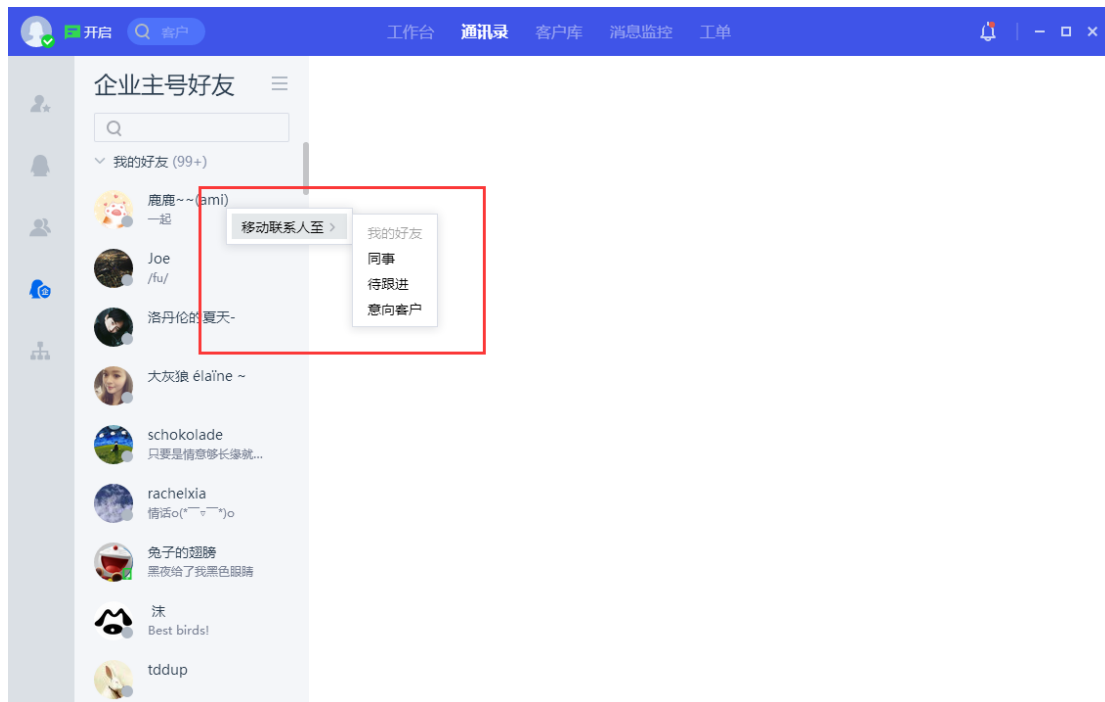 开启 客户 工作台 通讯录 客户库 消息监控 工单
企业主号好友
我的好友 (99+)
鹿鹿~~(ami)
一起
移动联系人至
我的好友
同事
待跟进
意向客户
Joe
/fu/
洛丹伦的夏天-
大灰狼 élaïne ~
schokolade
只要是情意够长缘就...
rachelxia
情话o(*￣▽￣*)o
兔子的翅膀
黑夜给了我黑色眼睛
沫
Best birds!
tddup